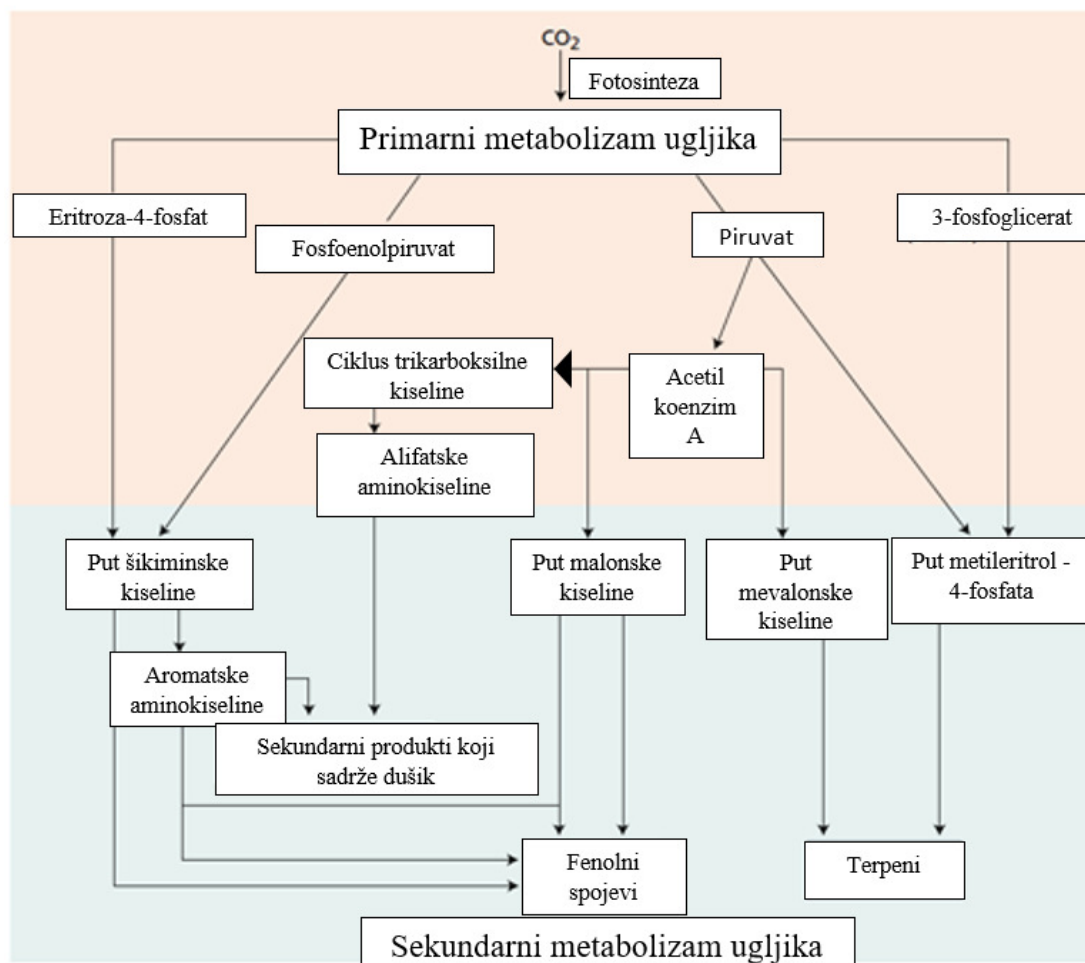 CO2
Fotosinteza
Primarni metabolizam ugljika
Eritroza-4-fosfat
Fosfoenolpiruvat
Piruvat
3-fosfoglicerat
Ciklus trikarboksilne
kiseline
Acetil
koenzim
A
Alifatske
aminokiseline
Put šikiminske
kiseline
Put malonske
kiseline
Put
mevalonske
kiseline
Put metileritrol -
4-fosfata
Aromatske
aminokiseline
Sekundarni produkti koji
sadrže dušik
Fenolni
spojevi
Terpeni
Sekundarni metabolizam ugljika